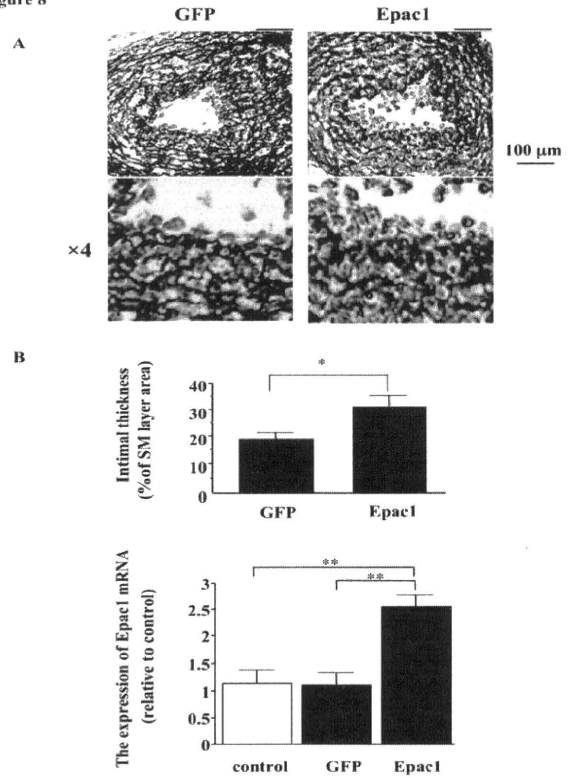 GFP Epac1
A
100 µm
×4
B
Intimal thickness
(%of SM layer area)
40
30
20
10
0
*
GFP Epac1
The expression of Epac1 mRNA
(relative to control)
3
2.5
2
1.5
1
0.5
0
**
**
control GFP Epac1